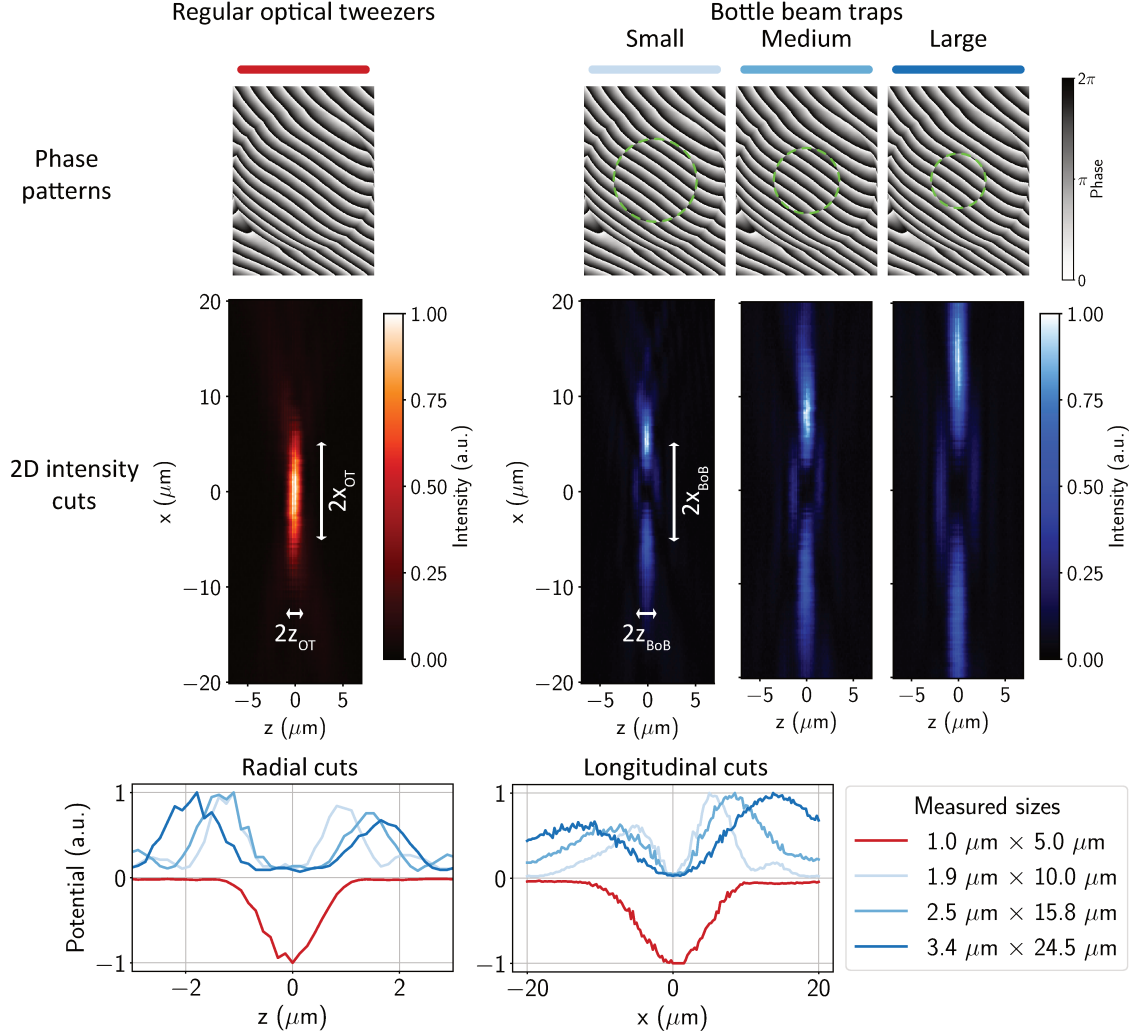 Regular optical tweezers
Bottle beam traps
Small
Medium
Large
Phase
patterns
2π
π
0
Phase
2D intensity
cuts
20
10
0
−10
−20
x (μm)
−5
0
5
z (μm)
2x_OT
2z_OT
1.00
0.75
0.50
0.25
0.00
Intensity (a.u.)
20
10
0
−10
−20
x (μm)
−5
0
5
z (μm)
2x_BoB
2z_BoB
−5
0
5
z (μm)
−5
0
5
z (μm)
1.00
0.75
0.50
0.25
0.00
Intensity (a.u.)
Radial cuts
Potential (a.u.)
1
0
−1
−2
0
2
z (μm)
Longitudinal cuts
1
0
−1
−20
0
20
x (μm)
Measured sizes
1.0 μm × 5.0 μm
1.9 μm × 10.0 μm
2.5 μm × 15.8 μm
3.4 μm × 24.5 μm